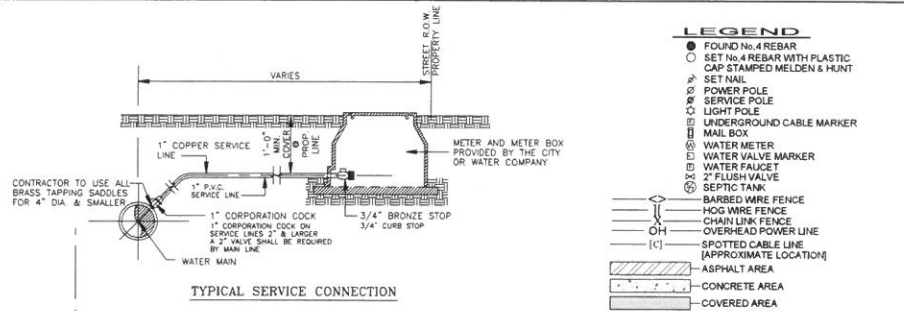 STREET R.O.W.
PROPERTY LINE
VARIES
1" COPPER SERVICE
LINE
1'-0"
MIN.
COVER @
PROP.
LINE
METER AND METER BOX
PROVIDED BY THE CITY
OR WATER COMPANY
1" P.V.C.
SERVICE LINE
CONTRACTOR TO USE ALL
BRASS TAPPING SADDLES
FOR 4" DIA. & SMALLER
1" CORPORATION COCK
1" CORPORATION COCK ON
SERVICE LINES 2" & LARGER
A 2" VALVE SHALL BE REQUIRED
BY MAIN LINE
3/4" BRONZE STOP
3/4" CURB STOP
WATER MAIN
TYPICAL SERVICE CONNECTION
LEGEND
FOUND No.4 REBAR
SET No.4 REBAR WITH PLASTIC
CAP STAMPED MELDEN & HUNT
SET NAIL
POWER POLE
SERVICE POLE
LIGHT POLE
UNDERGROUND CABLE MARKER
MAIL BOX
W WATER METER
WATER VALVE MARKER
WATER FAUCET
2" FLUSH VALVE
SEPTIC TANK
BARBED WIRE FENCE
HOG WIRE FENCE
X CHAIN LINK FENCE
OH OVERHEAD POWER LINE
[C] SPOTTED CABLE LINE
[APPROXIMATE LOCATION]
ASPHALT AREA
CONCRETE AREA
COVERED AREA